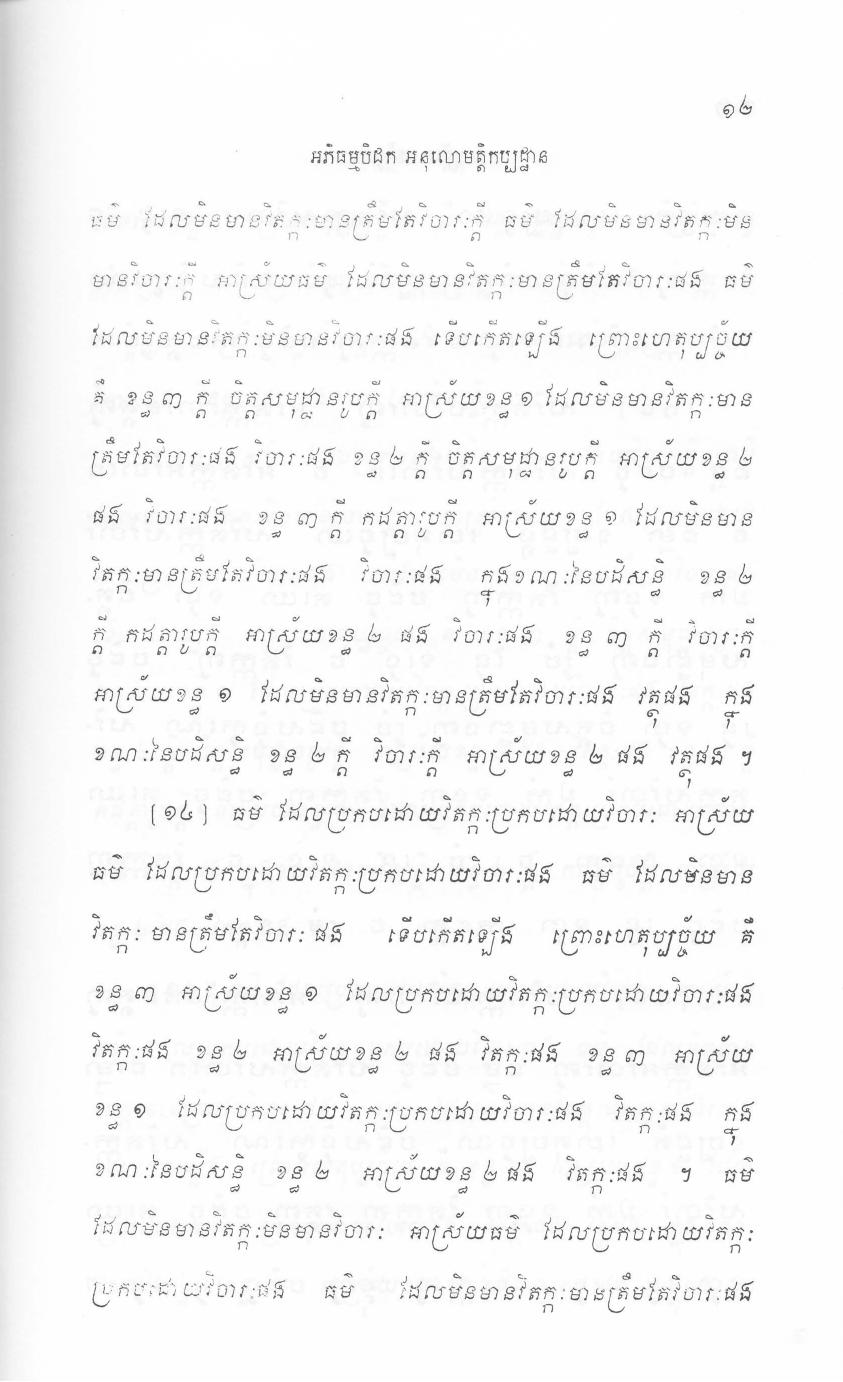 ១២
អភិធម្មបិដក អនុលោមត្តិកប្បដ្ឋាន
ធម៌ ដែលមិនមានវិតក្កៈមានត្រឹមតែវិចារៈក្តី ធម៌ ដែលមិនមានវិតក្កៈមិន
មានវិចារៈក្តី អាស្រ័យធម៌ ដែលមិនមានវិតក្កៈមានត្រឹមតែវិចារៈផង ធម៌
ដែលមិនមានវិតក្កៈមិនមានវិចារៈផង ទើបកើតឡើង ព្រោះហេតុប្បច្ច័យ
គឺ ខន្ធ ៣ ក្តី ចិត្តសមុដ្ឋានរូបក្តី អាស្រ័យខន្ធ ១ ដែលមិនមានវិតក្កៈមាន
ត្រឹមតែវិចារៈផង វិចារៈផង ខន្ធ ២ ក្តី ចិត្តសមុដ្ឋានរូបក្តី អាស្រ័យខន្ធ ២
ផង វិចារៈផង ខន្ធ ៣ ក្តី កដត្តារូបក្តី អាស្រ័យខន្ធ ១ ដែលមិនមាន
វិតក្កៈមានត្រឹមតែវិចារៈផង វិចារៈផង ក្នុងខណៈនៃបដិសន្ធិ ខន្ធ ២
ក្តី កដត្តារូបក្តី អាស្រ័យខន្ធ ២ ផង វិចារៈផង ខន្ធ ៣ ក្តី វិចារៈក្តី
អាស្រ័យខន្ធ ១ ដែលមិនមានវិតក្កៈមានត្រឹមតែវិចារៈផង វត្ថុផង ក្នុង
ខណៈនៃបដិសន្ធិ ខន្ធ ២ ក្តី វិចារៈក្តី អាស្រ័យខន្ធ ២ ផង វត្ថុផង ។
[១៤] ធម៌ ដែលប្រកបដោយវិតក្កៈប្រកបដោយវិចារៈ អាស្រ័យ
ធម៌ ដែលប្រកបដោយវិតក្កៈប្រកបដោយវិចារៈផង ធម៌ ដែលមិនមាន
វិតក្កៈ មានត្រឹមតែវិចារៈ ផង ទើបកើតឡើង ព្រោះហេតុប្បច្ច័យ គឺ
ខន្ធ ៣ អាស្រ័យខន្ធ ១ ដែលប្រកបដោយវិតក្កៈប្រកបដោយវិចារៈផង
វិតក្កៈផង ខន្ធ ២ អាស្រ័យខន្ធ ២ ផង វិតក្កៈផង ខន្ធ ៣ អាស្រ័យ
ខន្ធ ១ ដែលប្រកបដោយវិតក្កៈប្រកបដោយវិចារៈផង វិតក្កៈផង ក្នុង
ខណៈនៃបដិសន្ធិ ខន្ធ ២ អាស្រ័យខន្ធ ២ ផង វិតក្កៈផង ។ ធម៌
ដែលមិនមានវិតក្កៈមិនមានវិចារៈ អាស្រ័យធម៌ ដែលប្រកបដោយវិតក្កៈ
ប្រកបដោយវិចារៈផង ធម៌ ដែលមិនមានវិតក្កៈមានត្រឹមតែវិចារៈផង